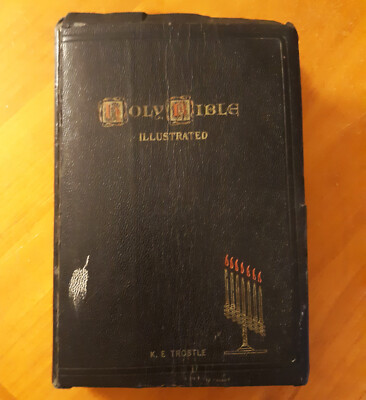 HOLY BIBLE
ILLUSTRATED
K. E TROSTLE